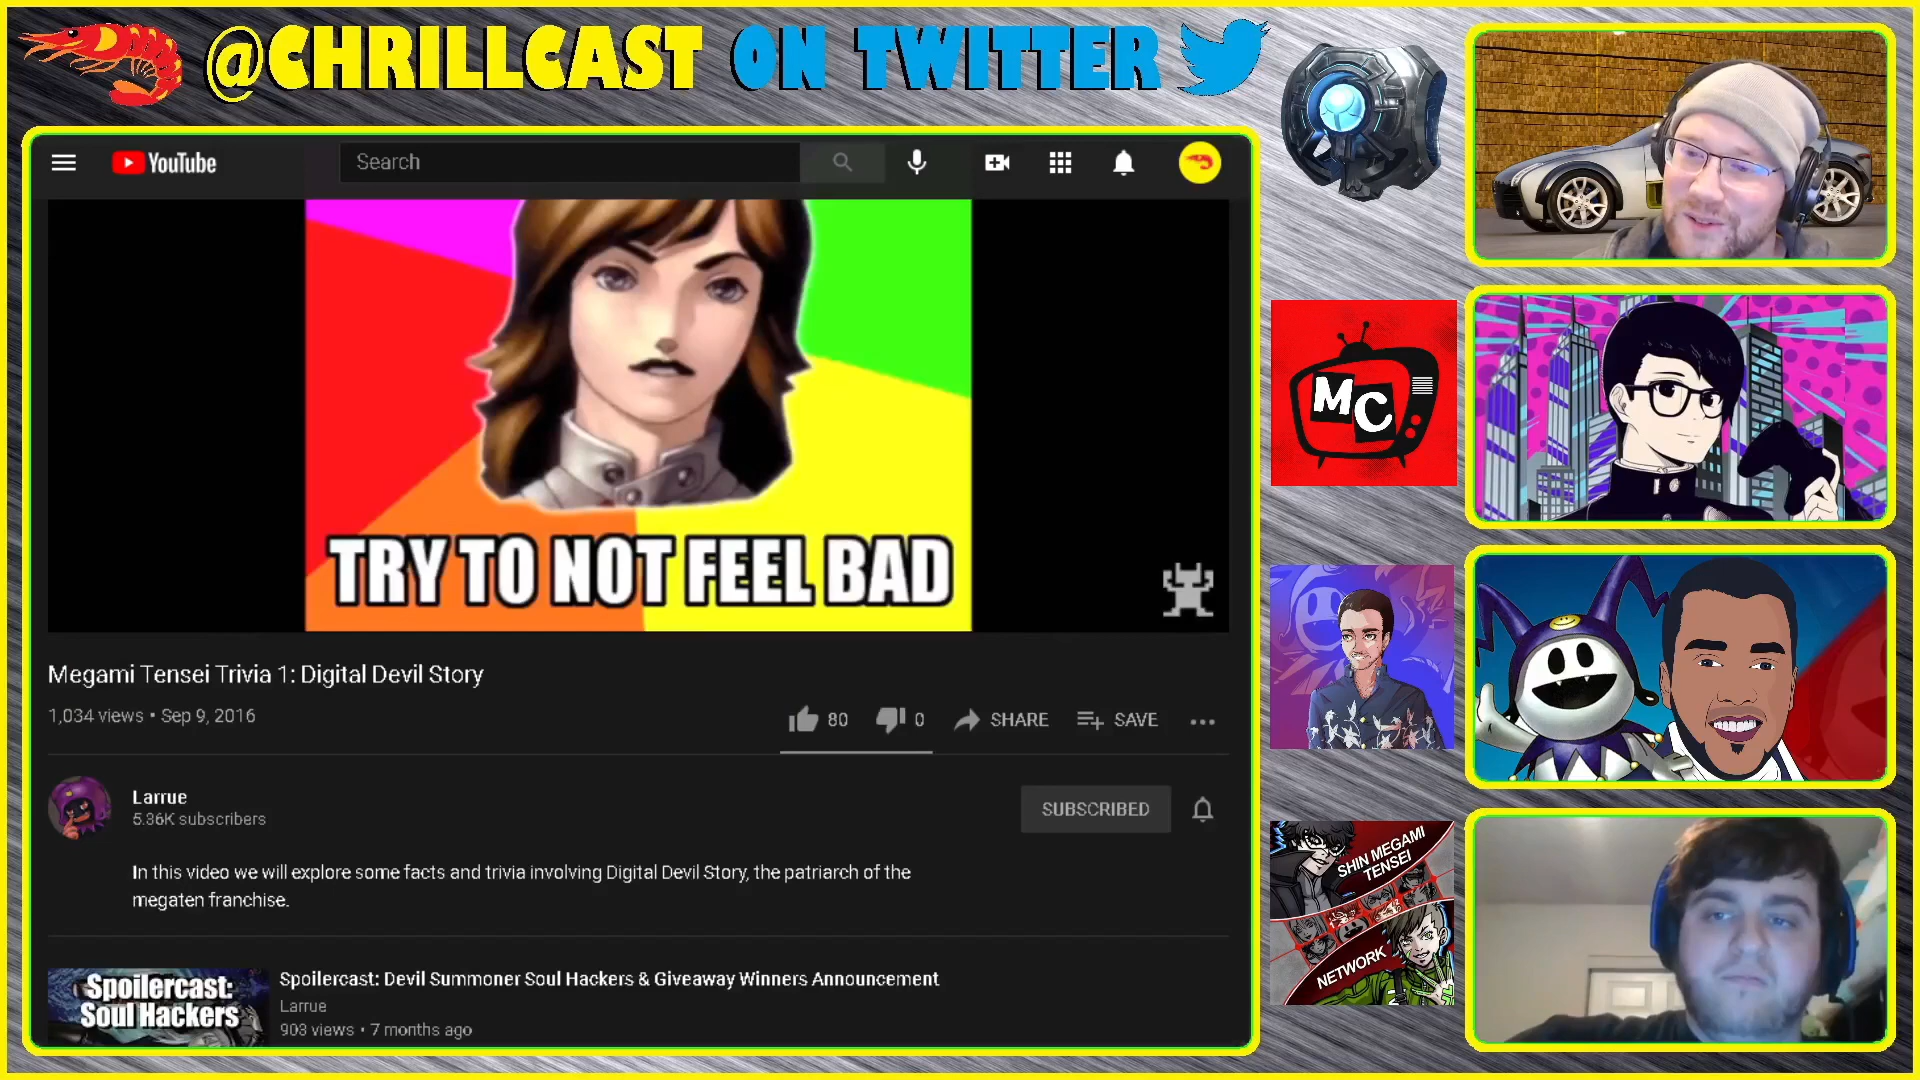 @CHRILLCAST ON TWITTER
YouTube
Search
TRY TO NOT FEEL BAD
Megami Tensei Trivia 1: Digital Devil Story
1,034 views • Sep 9, 2016
80
0
SHARE
SAVE
Larrue
5.36K subscribers
SUBSCRIBED
In this video we will explore some facts and trivia involving Digital Devil Story, the patriarch of the
megaten franchise.
Spoilercast:
Soul Hackers
Spoilercast: Devil Summoner Soul Hackers & Giveaway Winners Announcement
Larrue
903 views • 7 months ago
MC
SHIN MEGAMI
TENSEI
NETWORK